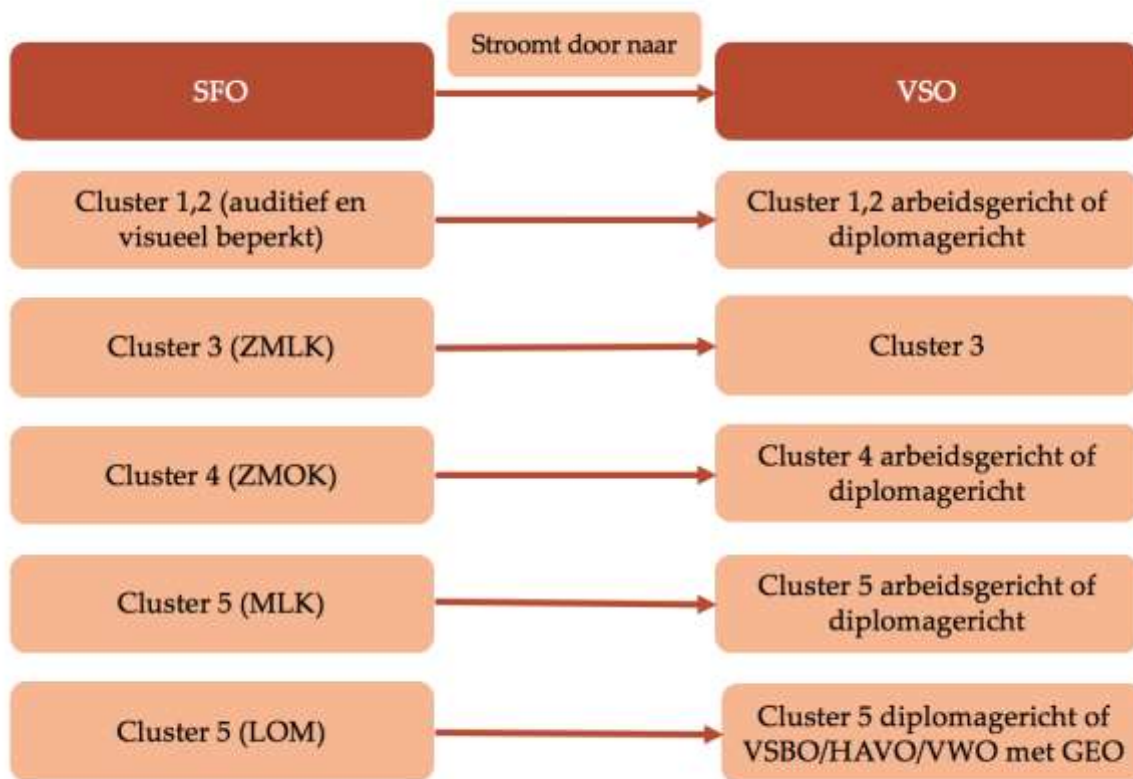 Stroomt door naar
SFO
VSO
Cluster 1,2 (auditief en
visueel beperkt)
Cluster 1,2 arbeidsgericht of
diplomagericht
Cluster 3 (ZMLK)
Cluster 3
Cluster 4 (ZMOK)
Cluster 4 arbeidsgericht of
diplomagericht
Cluster 5 (MLK)
Cluster 5 arbeidsgericht of
diplomagericht
Cluster 5 (LOM)
Cluster 5 diplomagericht of
VSBO/HAVO/VWO met GEO